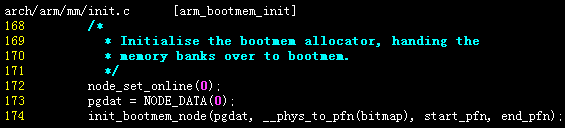 arch/arm/mm/init.c [arm_bootmem_init]
168 /*
169 * Initialise the bootmem allocator, handing the
170 * memory banks over to bootmem.
171 */
172 node_set_online(0);
173 pgdat = NODE_DATA(0);
174 init_bootmem_node(pgdat, __phys_to_pfn(bitmap), start_pfn, end_pfn);